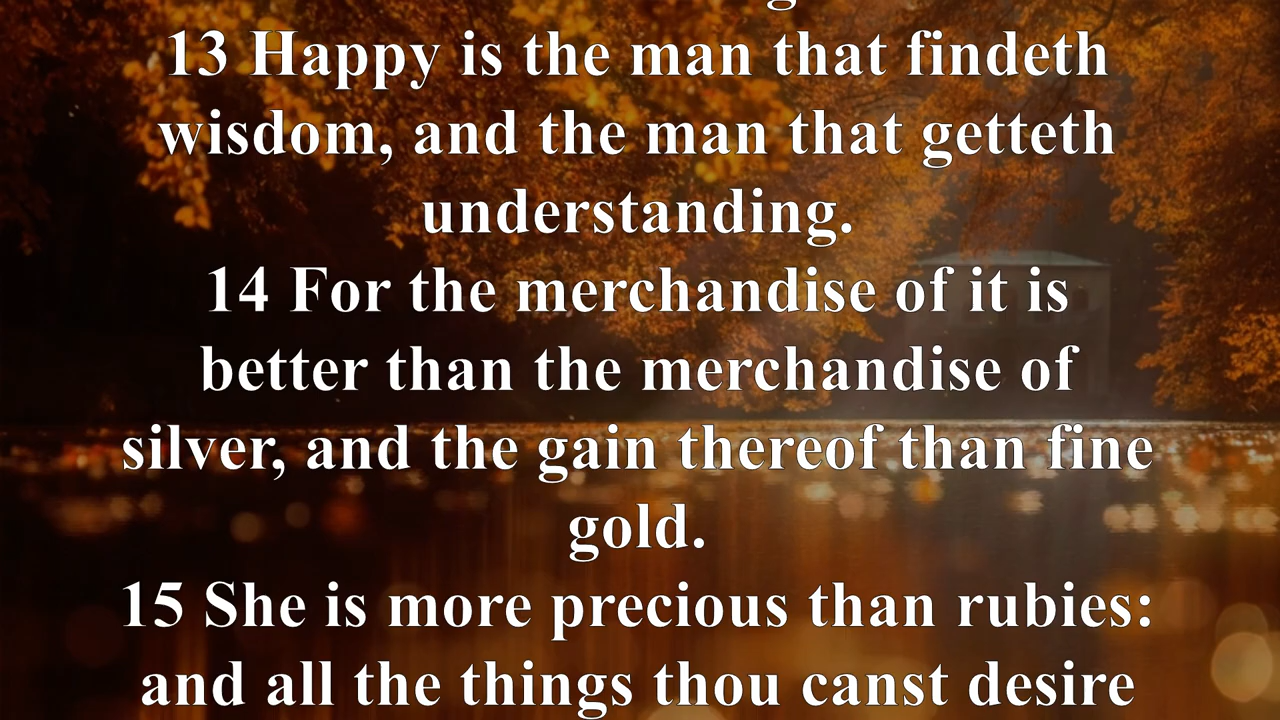 13 Happy is the man that findeth
wisdom, and the man that getteth
understanding.
14 For the merchandise of it is
better than the merchandise of
silver, and the gain thereof than fine
gold.
15 She is more precious than rubies:
and all the things thou canst desire